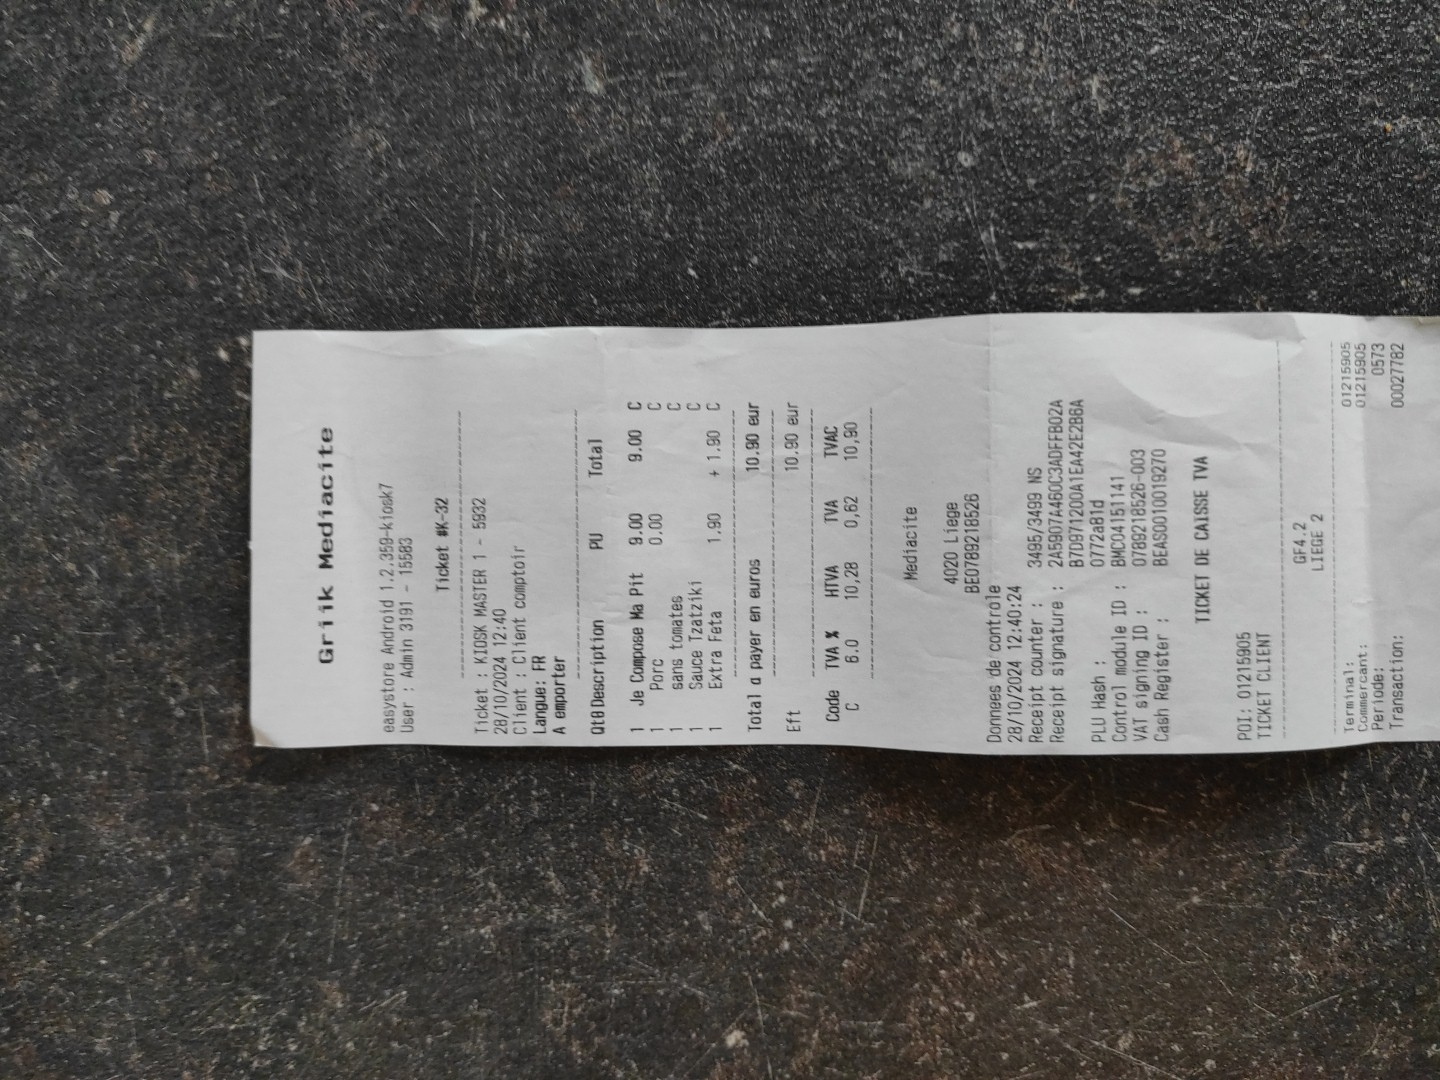 Griik Mediacite
easystore Android 1.2.359-kiosk7
User : Admin 3191 - 15583
Ticket #K-32
Ticket : KIOSK MASTER 1 - 5932
28/10/2024 12:40
Client : Client comptoir
Langue: FR
A emporter
Qté Description PU Total
1 Je Compose Ma Pit 9.00 9.00 C
1 Porc 0.00 C
1 sans tomates C
1 Sauce Tzatziki C
1 Extra Feta 1.90 + 1.90 C
Total a payer en euros 10.90 eur
Eft 10.90 eur
Code TVA % HTVA TVA TVAC
C 6.0 10,28 0,62 10,90
Mediacite
4020 Liege
BE0789218526
Donnees de controle
28/10/2024 12:40:24
Receipt counter : 3495/3499 NS
Receipt signature : 2A5907A460C3ADFFB02A
B7D971200A1EA42E2B6A
PLU Hash : 0772a81d
Control module ID : BMC04151141
VAT signing ID : 0789218526-003
Cash Register : BEAS0010019270
TICKET DE CAISSE TVA
POI: 01215905
TICKET CLIENT
GF4.2
LIEGE 2
Terminal: 01215905
Commercant: 01215905
Periode: 0573
Transaction: 00027782